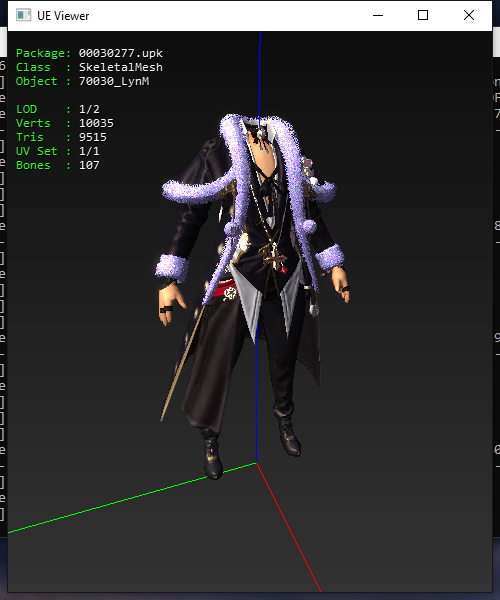 UE Viewer
Package: 00030277.upk
Class : SkeletalMesh
Object : 70030_LynM
LOD : 1/2
Verts : 10035
Tris : 9515
UV Set : 1/1
Bones : 107